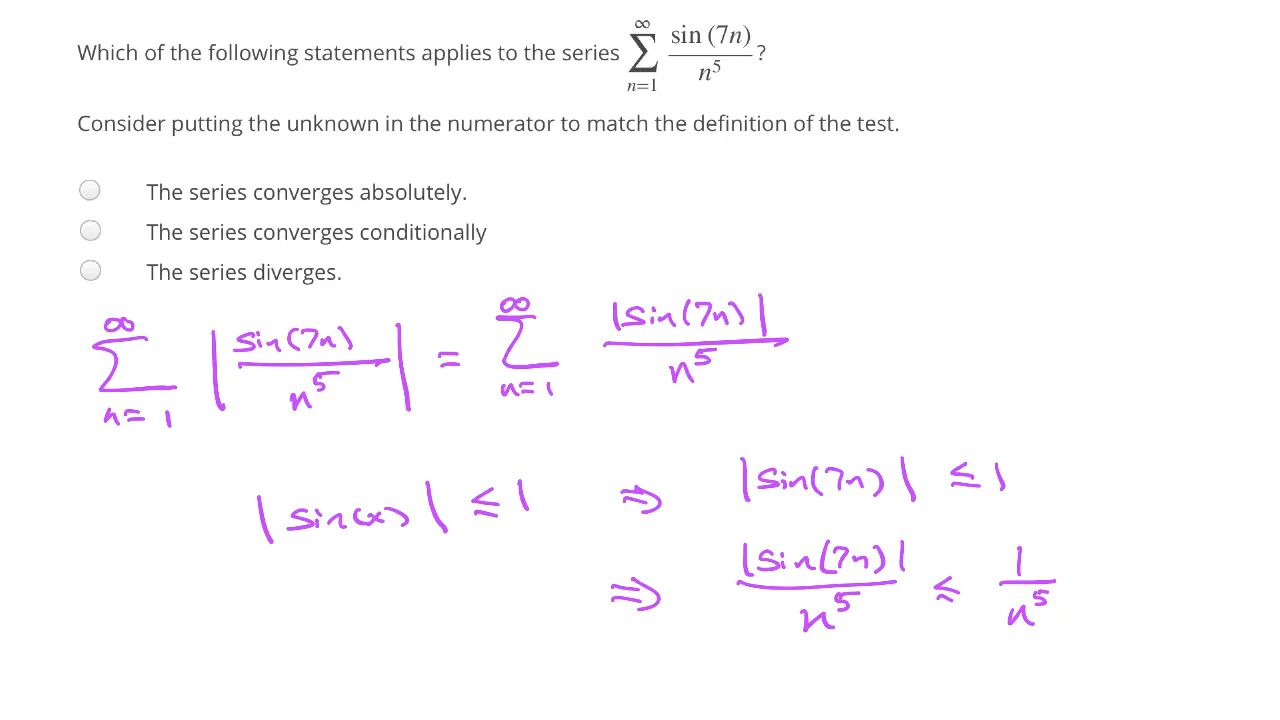 Which of the following statements applies to the series ∑_{n=1}^{∞} sin (7n)/n^5 ?
Consider putting the unknown in the numerator to match the definition of the test.
The series converges absolutely.
The series converges conditionally
The series diverges.
∑_{n=1}^{∞} |sin(7n)/n^5| = ∑_{n=1}^{∞} |sin(7n)|/n^5
|sin(x)| ≤ 1 ⇒ |sin(7n)| ≤ 1
⇒ |sin(7n)|/n^5 ≤ 1/n^5